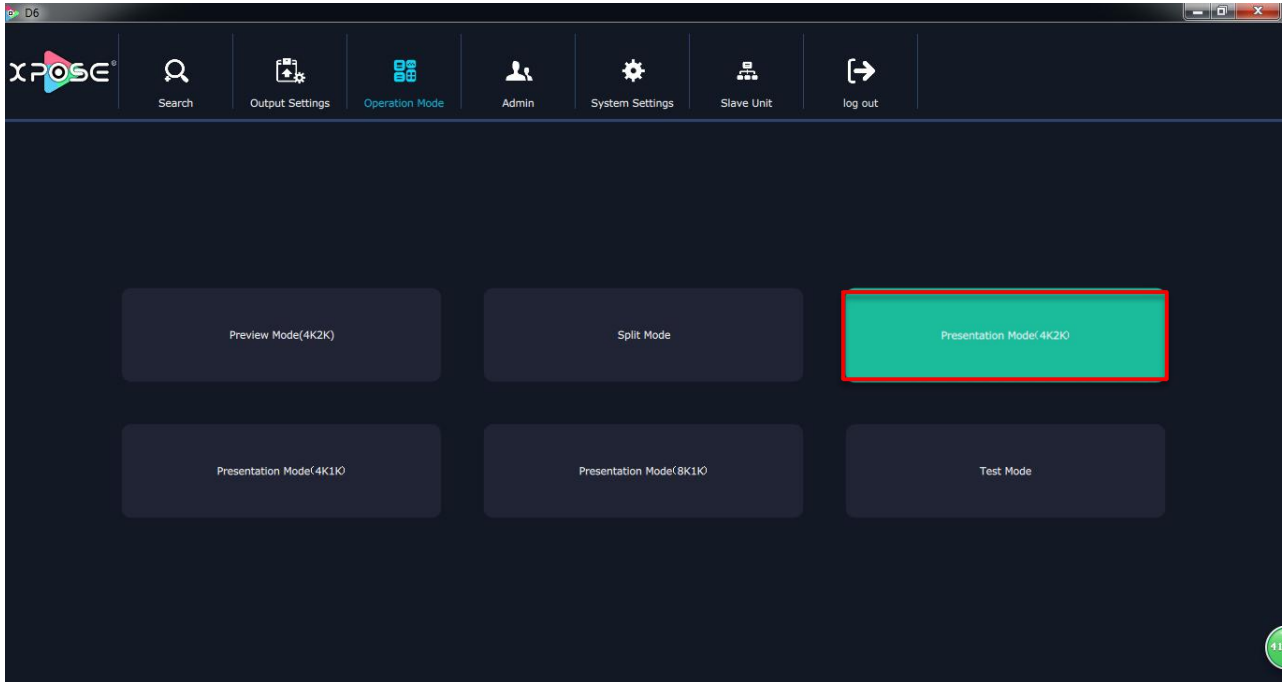 D6
XPOSE®
Search
Output Settings
Operation Mode
Admin
System Settings
Slave Unit
log out
Preview Mode(4K2K)
Split Mode
Presentation Mode(4K2K)
Presentation Mode(4K1K)
Presentation Mode(8K1K)
Test Mode
41